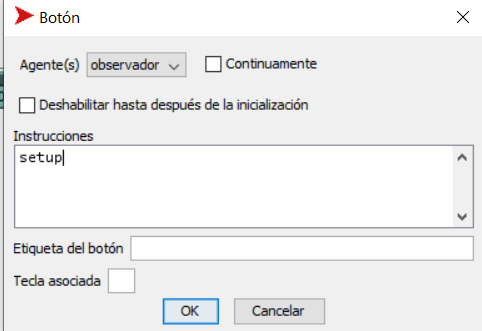 Botón
Agente(s) observador Continuamente
Deshabilitar hasta después de la inicialización
Instrucciones
setup
Etiqueta del botón
Tecla asociada
OK Cancelar